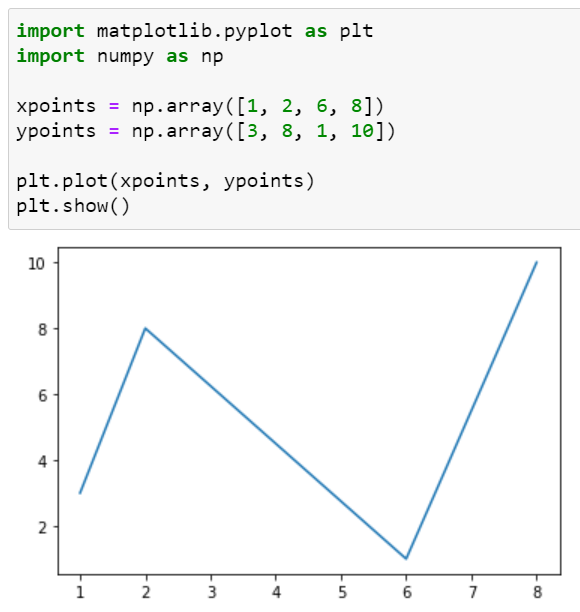 import matplotlib.pyplot as plt
import numpy as np
xpoints = np.array([1, 2, 6, 8])
ypoints = np.array([3, 8, 1, 10])
plt.plot(xpoints, ypoints)
plt.show()
10
8
6
4
2
1 2 3 4 5 6 7 8